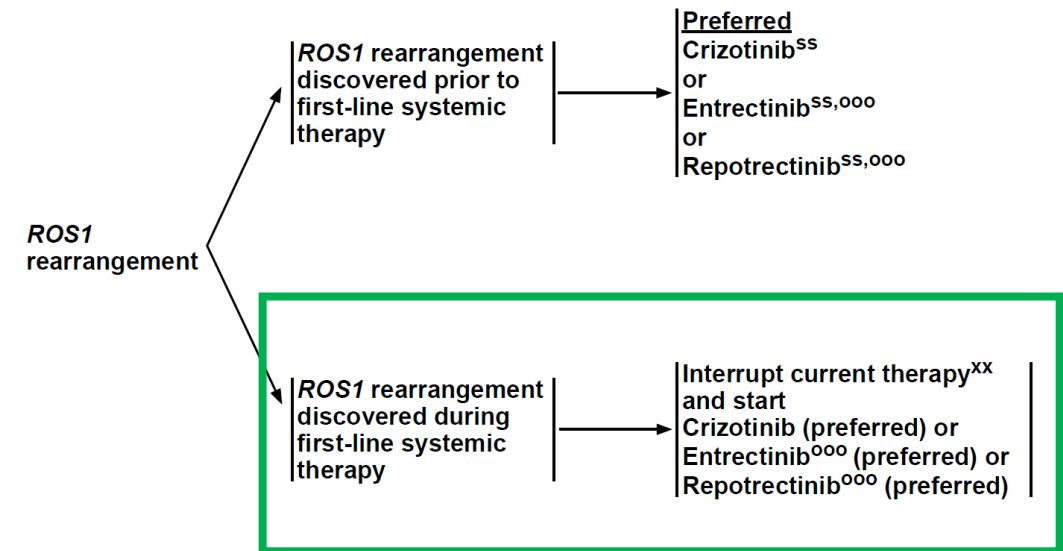 ROS1
rearrangement
ROS1 rearrangement
discovered prior to
first-line systemic
therapy
Preferred
Crizotinibss
or
Entrectinibss,ooo
or
Repotrectinibss,ooo
ROS1 rearrangement
discovered during
first-line systemic
therapy
Interrupt current therapyxx
and start
Crizotinib (preferred) or
Entrectinibooo (preferred) or
Repotrectinibooo (preferred)